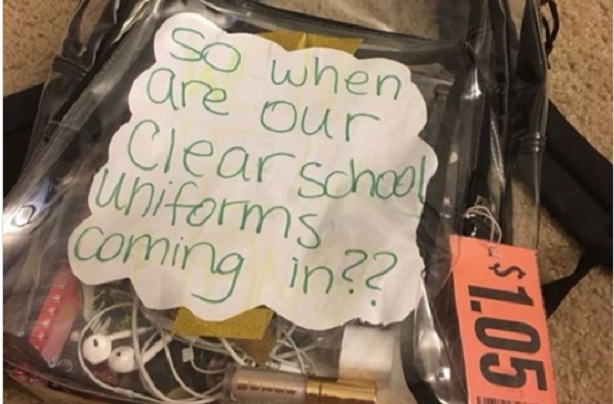 So when
are our
Clear school
uniforms
coming in??
$1.05